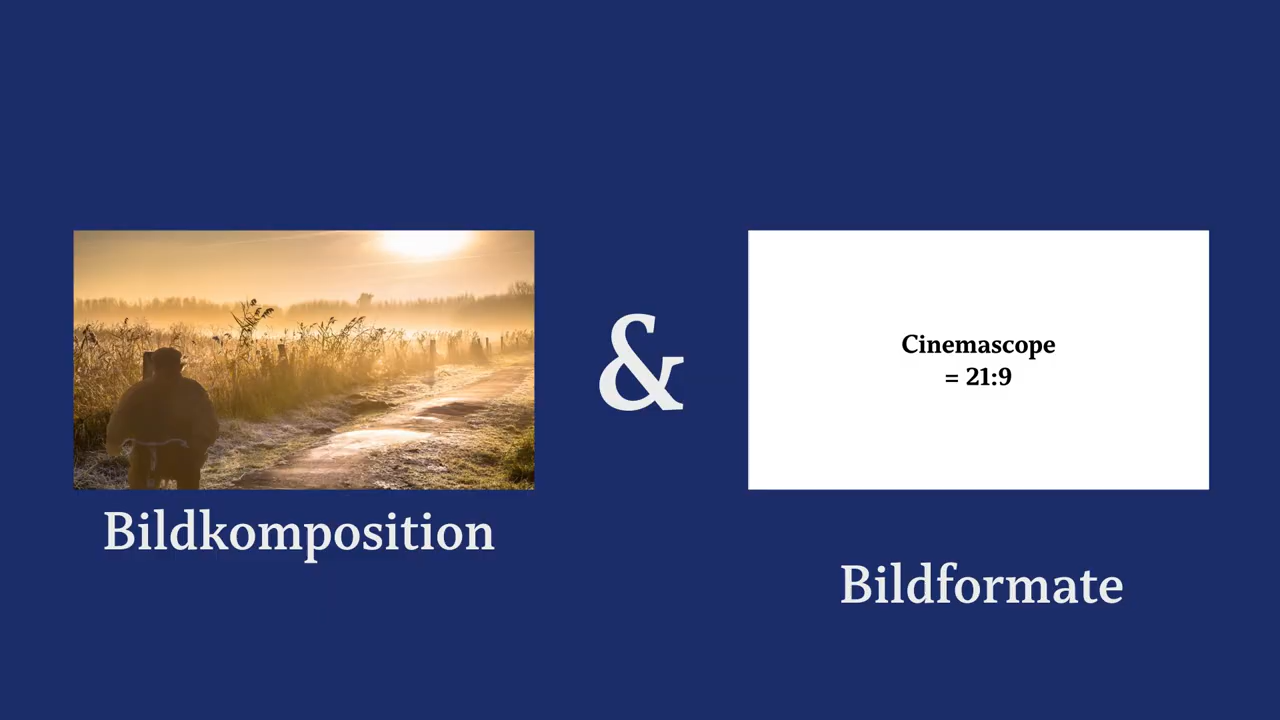 Cinemascope
= 21:9
&
Bildkomposition
Bildformate